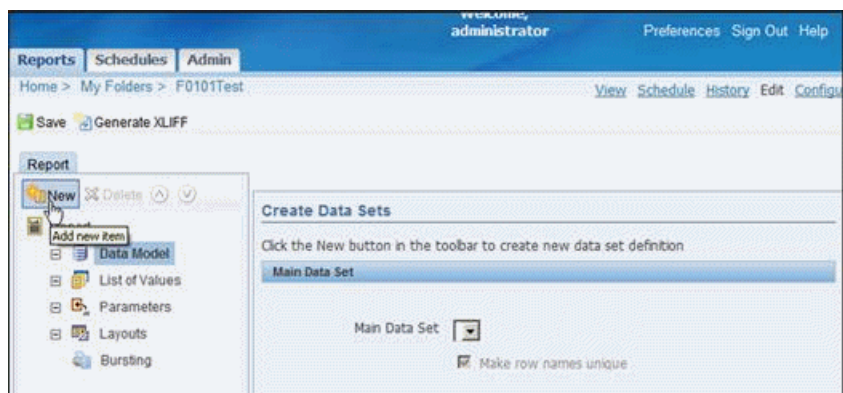 Welcome,
administrator
Preferences Sign Out Help
Reports Schedules Admin
Home > My Folders > F0101Test
View Schedule History Edit Configu
Save Generate XLIFF
Report
New Delete
Add new item
Data Model
List of Values
Parameters
Layouts
Bursting
Create Data Sets
Click the New button in the toolbar to create new data set definition
Main Data Set
Main Data Set
Make row names unique